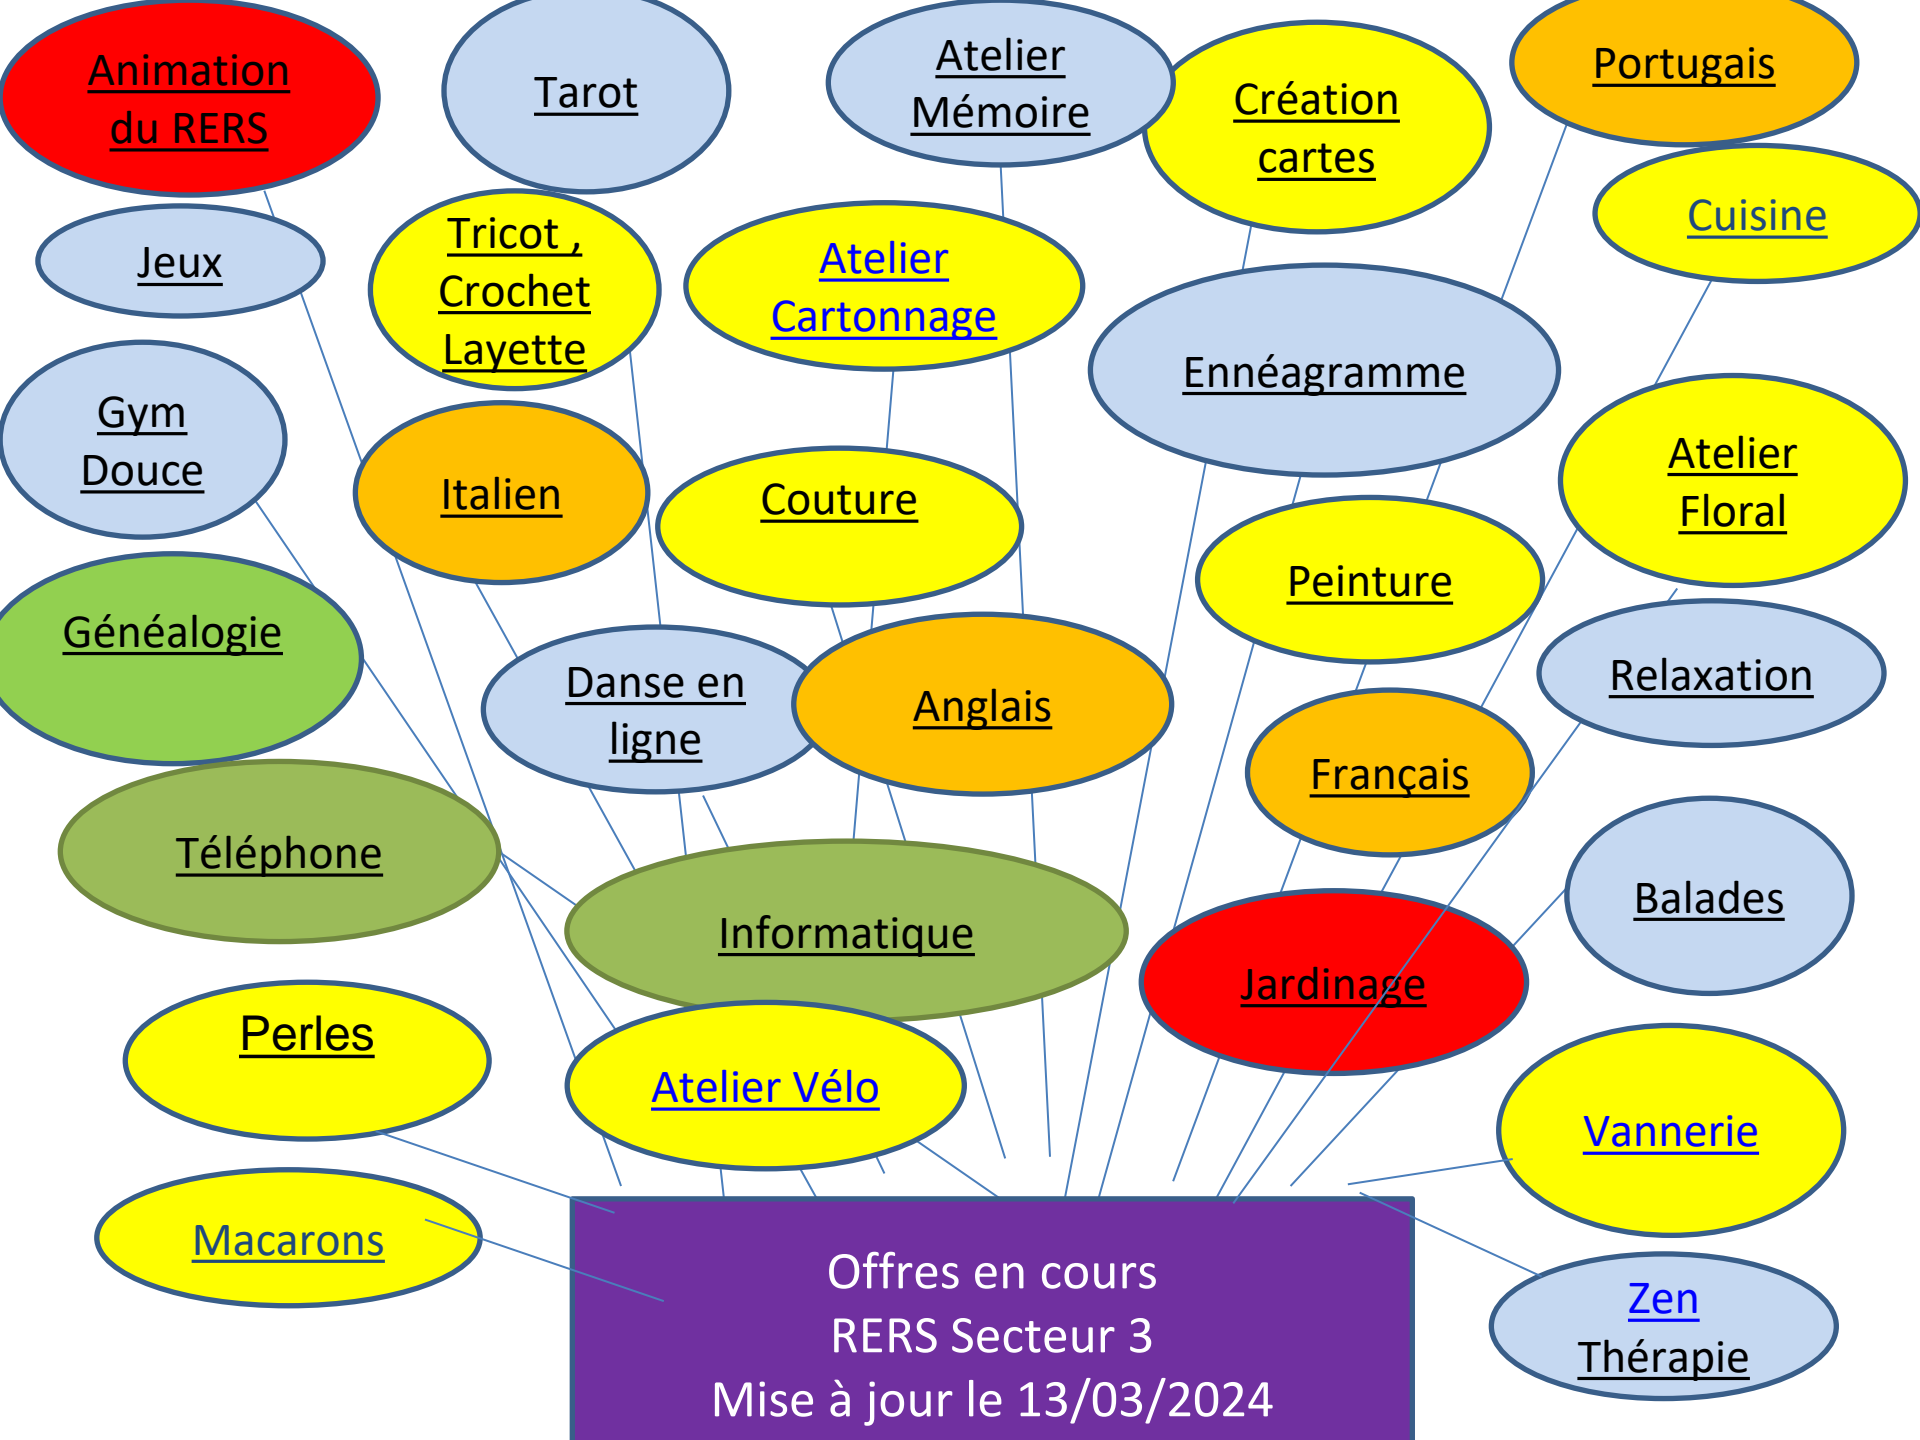 Animation
du RERS
Tarot
Atelier
Mémoire
Création
cartes
Portugais
Cuisine
Jeux
Tricot ,
Crochet
Layette
Atelier
Cartonnage
Ennéagramme
Gym
Douce
Italien
Couture
Atelier
Floral
Peinture
Généalogie
Danse en
ligne
Anglais
Relaxation
Français
Téléphone
Informatique
Balades
Jardinage
Perles
Atelier Vélo
Vannerie
Macarons
Zen
Thérapie
Offres en cours
RERS Secteur 3
Mise à jour le 13/03/2024